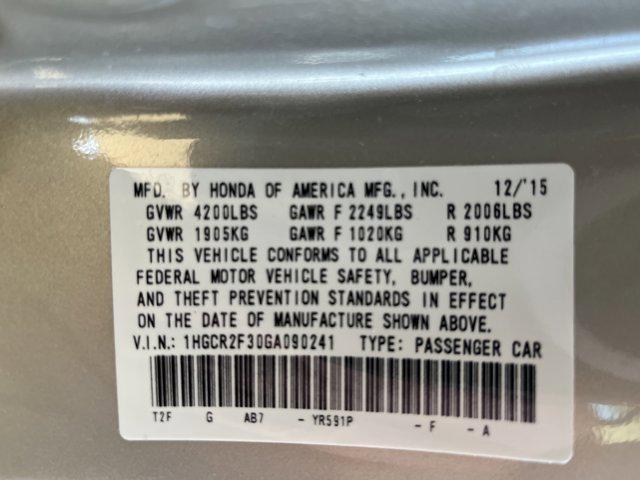 MFD. BY HONDA OF AMERICA MFG., INC. 12/'15
GVWR 4200LBS GAWR F 2249LBS R 2006LBS
GVWR 1905KG GAWR F 1020KG R 910KG
THIS VEHICLE CONFORMS TO ALL APPLICABLE
FEDERAL MOTOR VEHICLE SAFETY, BUMPER,
AND THEFT PREVENTION STANDARDS IN EFFECT
ON THE DATE OF MANUFACTURE SHOWN ABOVE.
V.I.N.: 1HGCR2F30GA090241 TYPE: PASSENGER CAR
T2F G AB7 - YR591P - F - A